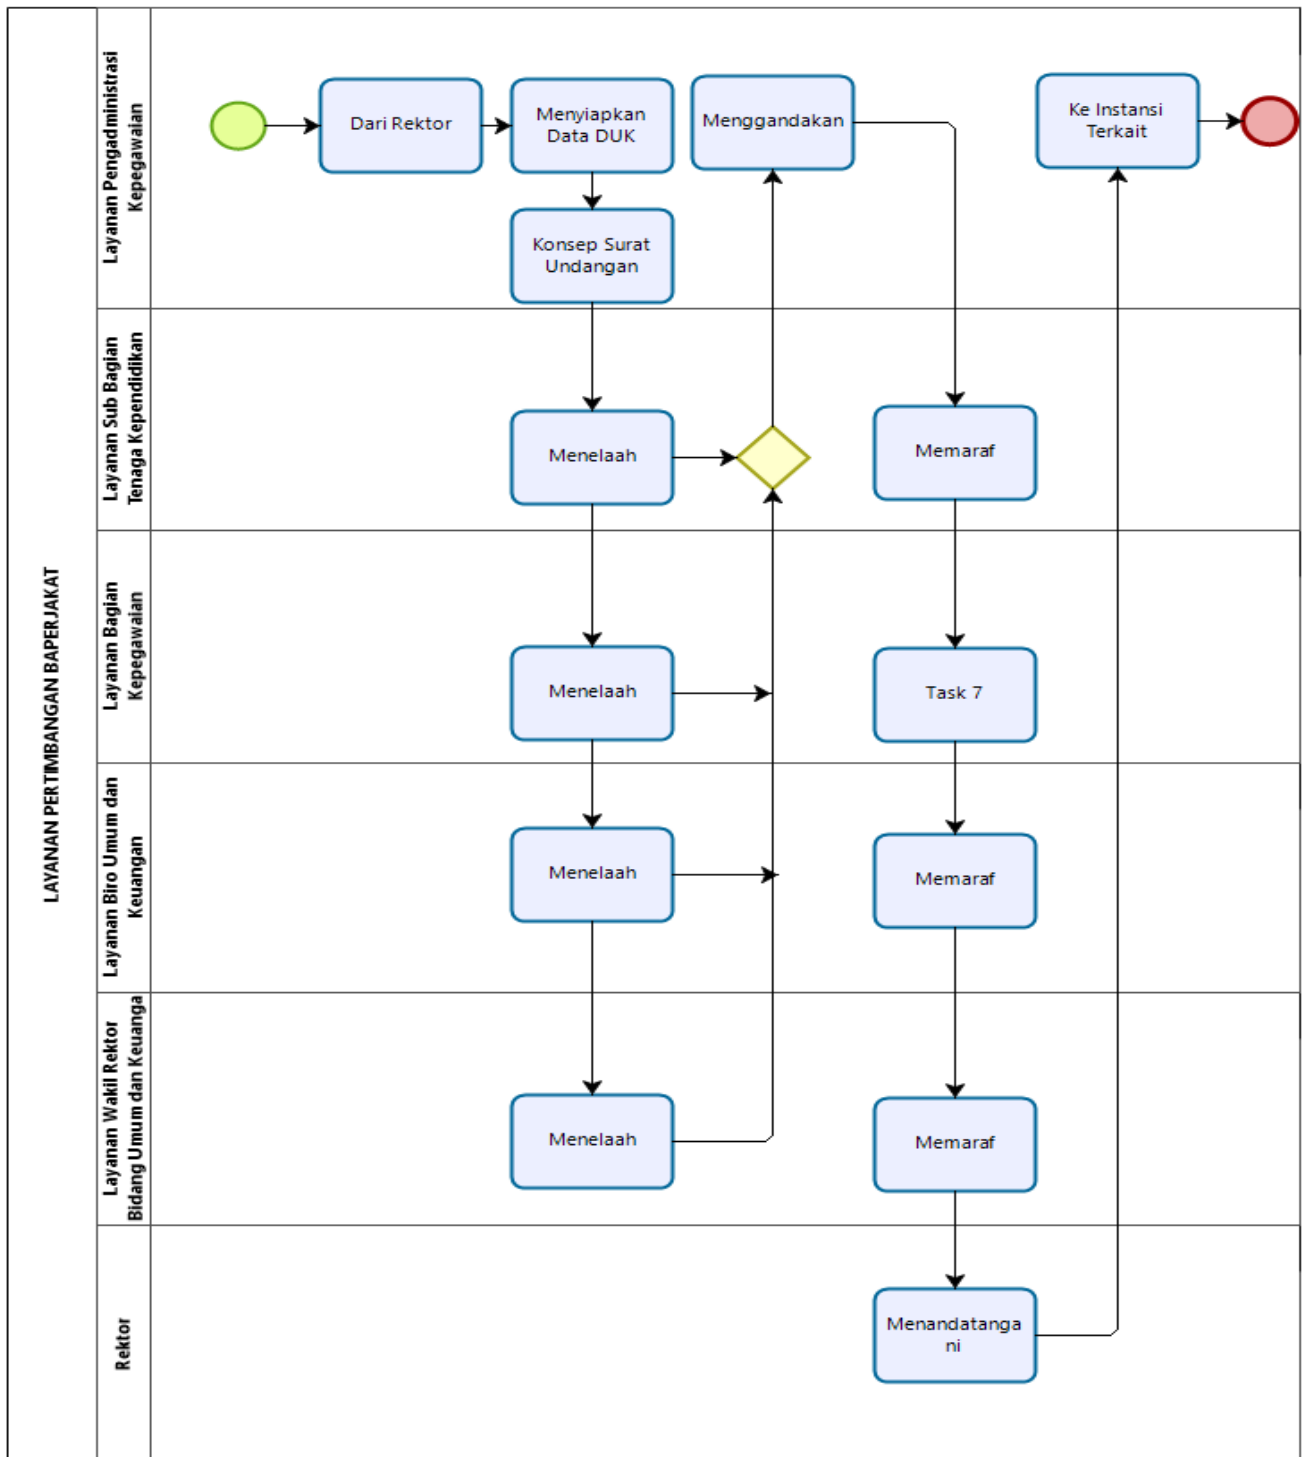 LAYANAN PERTIMBANGAN BAPERJAKAT
Layanan Pengadministrasi
Kepegawaian
Dari Rektor
Menyiapkan
Data DUK
Menggandakan
Ke Instansi
Terkait
Konsep Surat
Undangan
Layanan Sub Bagian
Tenaga Kependidikan
Menelaah
Memaraf
Layanan Bagian
Kepegawaian
Menelaah
Task 7
Layanan Biro Umum dan
Keuangan
Menelaah
Memaraf
Layanan Wakil Rektor
Bidang Umum dan Keuanga
Menelaah
Memaraf
Rektor
Menandatanga
ni